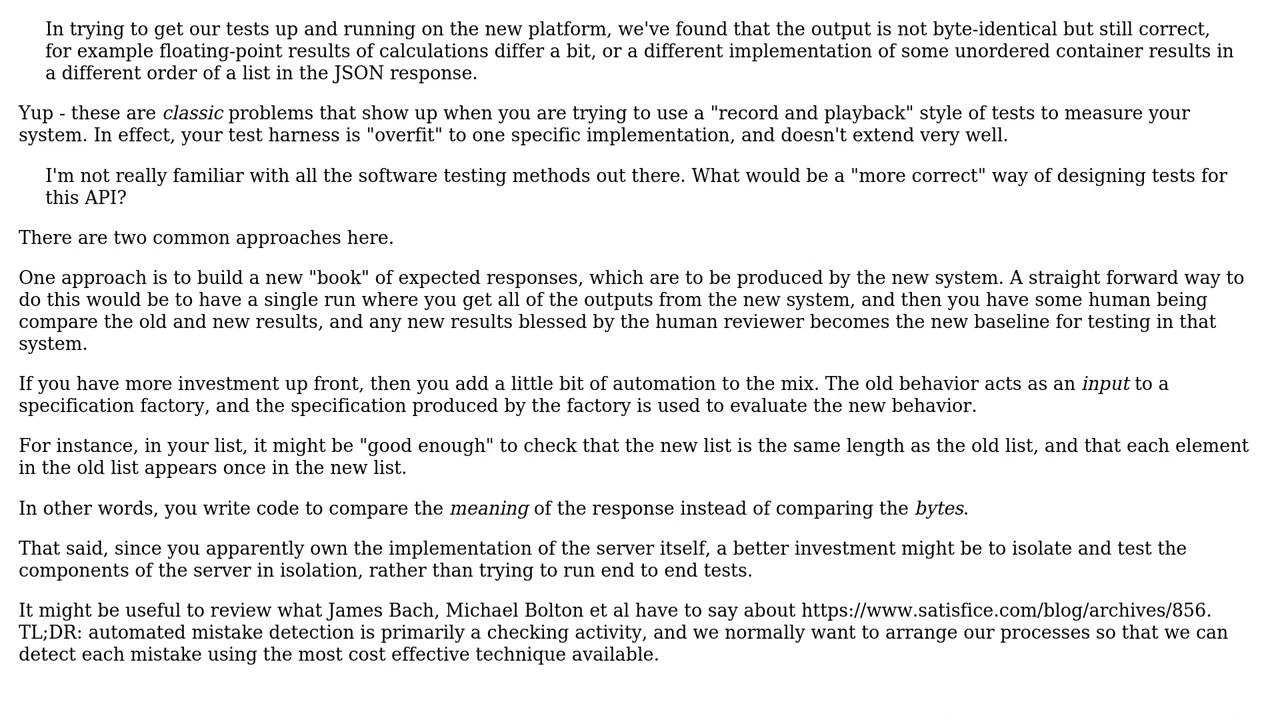 In trying to get our tests up and running on the new platform, we've found that the output is not byte-identical but still correct,
for example floating-point results of calculations differ a bit, or a different implementation of some unordered container results in
a different order of a list in the JSON response.
Yup - these are classic problems that show up when you are trying to use a "record and playback" style of tests to measure your
system. In effect, your test harness is "overfit" to one specific implementation, and doesn't extend very well.
I'm not really familiar with all the software testing methods out there. What would be a "more correct" way of designing tests for
this API?
There are two common approaches here.
One approach is to build a new "book" of expected responses, which are to be produced by the new system. A straight forward way to
do this would be to have a single run where you get all of the outputs from the new system, and then you have some human being
compare the old and new results, and any new results blessed by the human reviewer becomes the new baseline for testing in that
system.
If you have more investment up front, then you add a little bit of automation to the mix. The old behavior acts as an input to a
specification factory, and the specification produced by the factory is used to evaluate the new behavior.
For instance, in your list, it might be "good enough" to check that the new list is the same length as the old list, and that each element
in the old list appears once in the new list.
In other words, you write code to compare the meaning of the response instead of comparing the bytes.
That said, since you apparently own the implementation of the server itself, a better investment might be to isolate and test the
components of the server in isolation, rather than trying to run end to end tests.
It might be useful to review what James Bach, Michael Bolton et al have to say about https://www.satisfice.com/blog/archives/856.
TL;DR: automated mistake detection is primarily a checking activity, and we normally want to arrange our processes so that we can
detect each mistake using the most cost effective technique available.